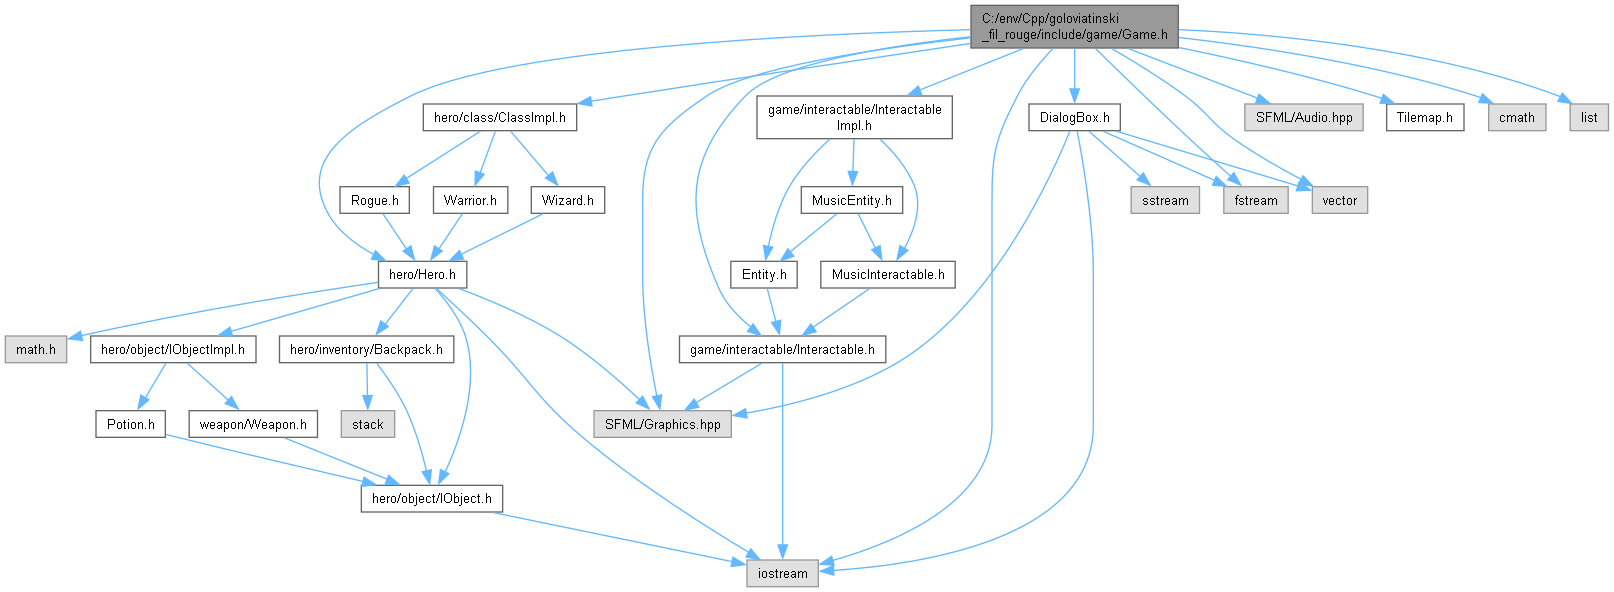 C:/env/Cpp/goloviatinski
_fil_rouge/include/game/Game.h
hero/class/ClassImpl.h
game/interactable/Interactable
Impl.h
DialogBox.h
SFML/Audio.hpp
Tilemap.h
cmath
list
Rogue.h
Warrior.h
Wizard.h
MusicEntity.h
sstream
fstream
vector
hero/Hero.h
Entity.h
MusicInteractable.h
math.h
hero/object/IObjectImpl.h
hero/inventory/Backpack.h
game/interactable/Interactable.h
Potion.h
weapon/Weapon.h
stack
SFML/Graphics.hpp
hero/object/IObject.h
iostream